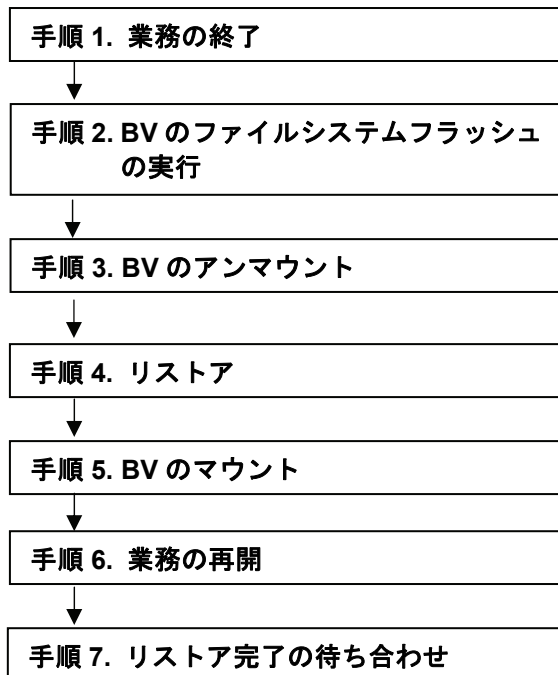 手順 1. 業務の終了
手順 2. BV のファイルシステムフラッシュ
の実行
手順 3. BV のアンマウント
手順 4. リストア
手順 5. BV のマウント
手順 6. 業務の再開
手順 7. リストア完了の待ち合わせ